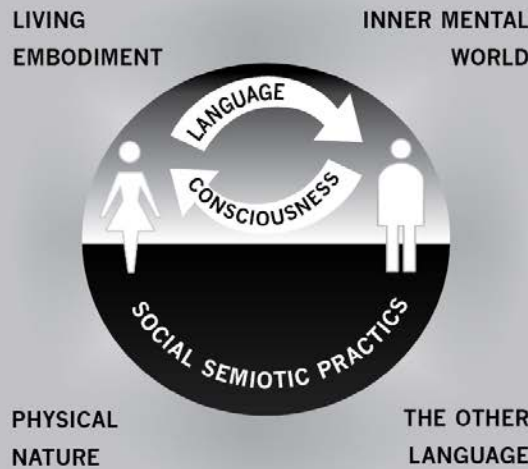 LIVING
EMBODIMENT
INNER MENTAL
WORLD
LANGUAGE
CONSCIOUSNESS
SOCIAL SEMIOTIC PRACTICS
PHYSICAL
NATURE
THE OTHER
LANGUAGE